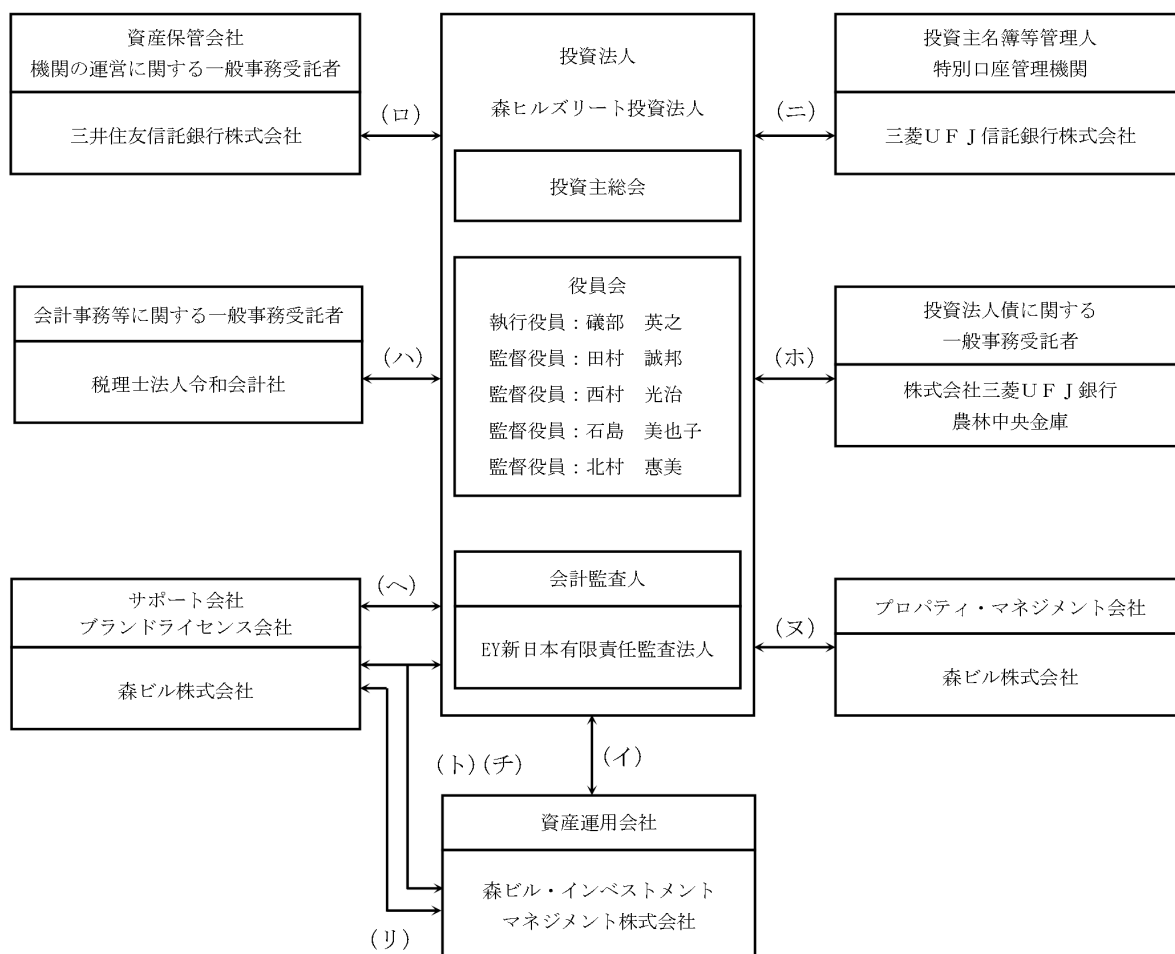 資産保管会社
機関の運営に関する一般事務受託者
三井住友信託銀行株式会社
(ロ)
投資法人
森ヒルズリート投資法人
投資主総会
(ニ)
投資主名簿等管理人
特別口座管理機関
三菱UFJ信託銀行株式会社
会計事務等に関する一般事務受託者
税理士法人令和会計社
(ハ)
役員会
執行役員：礒部 英之
監督役員：田村 誠邦
監督役員：西村 光治
監督役員：石島 美也子
監督役員：北村 惠美
(ホ)
投資法人債に関する
一般事務受託者
株式会社三菱UFJ銀行
農林中央金庫
サポート会社
ブランドライセンス会社
森ビル株式会社
(ヘ)
会計監査人
EY新日本有限責任監査法人
(ヌ)
プロパティ・マネジメント会社
森ビル株式会社
(ト)(チ)
(イ)
資産運用会社
森ビル・インベストメント
マネジメント株式会社
(リ)